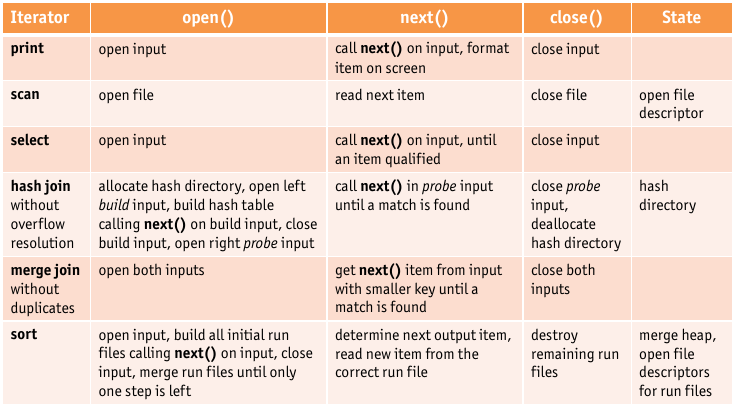 Iterator open() next() close() State
print open input call next() on input, format close input
item on screen
scan open file read next item close file open file
descriptor
select open input call next() on input, until close input
an item qualified
hash join allocate hash directory, open left call next() in probe input close probe hash
without build input, build hash table until a match is found input, directory
overflow calling next() on build input, close deallocate
resolution build input, open right probe input hash directory
merge join open both inputs get next() item from input close both
without with smaller key until a inputs
duplicates match is found
sort open input, build all initial run determine next output item, destroy merge heap,
files calling next() on input, close read new item from the remaining run open file
input, merge run files until only correct run file files descriptors
one step is left for run files